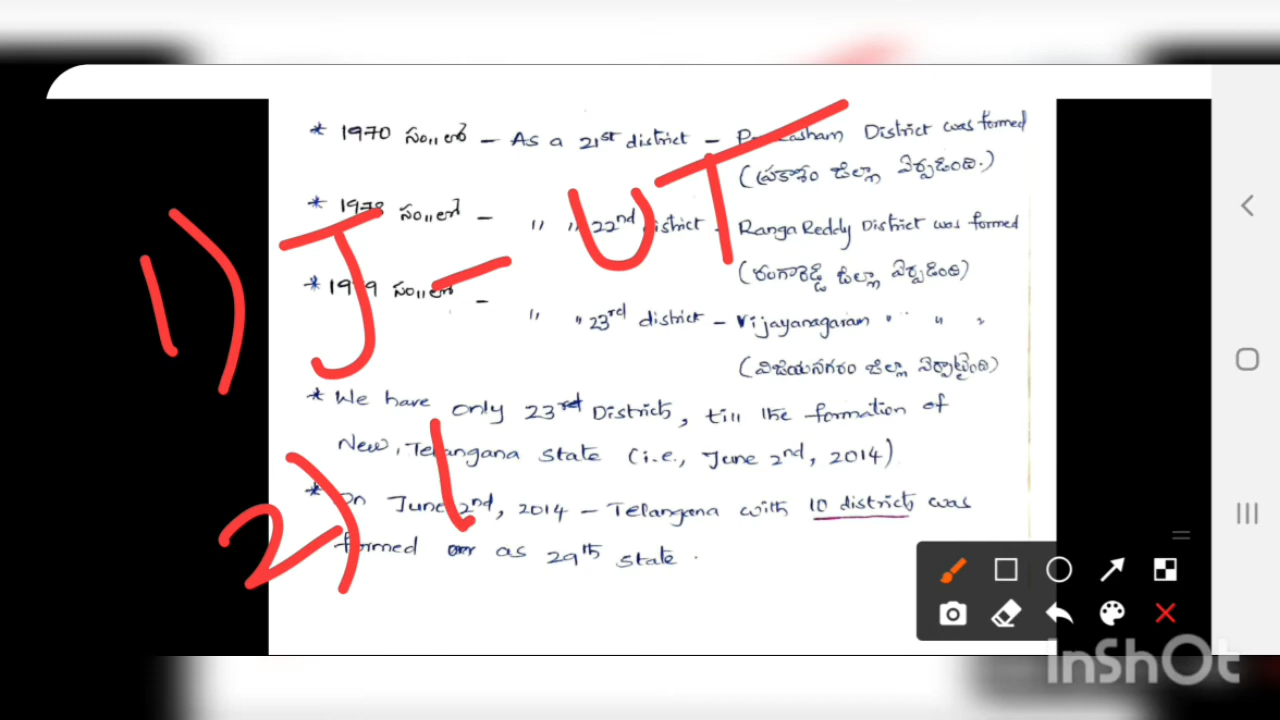 * 1970 సం॥లో – As a 21st district – Prakasham District was formed
(ప్రకాశం జిల్లా ఏర్పడింది.)
* 1978 సం॥లో – " " 22nd district – Ranga Reddy District was formed
(రంగారెడ్డి జిల్లా ఏర్పడింది)
* 1979 సం॥లో – " " 23rd district – Vijayanagaram " " "
(విజయనగరం జిల్లా ఏర్పాటైంది)
1) J – UT
* We have only 23rd Districts, till the formation of
New, Telangana state (i.e., June 2nd, 2014)
* On June 2nd, 2014 – Telangana with 10 districts was
formed as 29th state.
2) L
InShOt